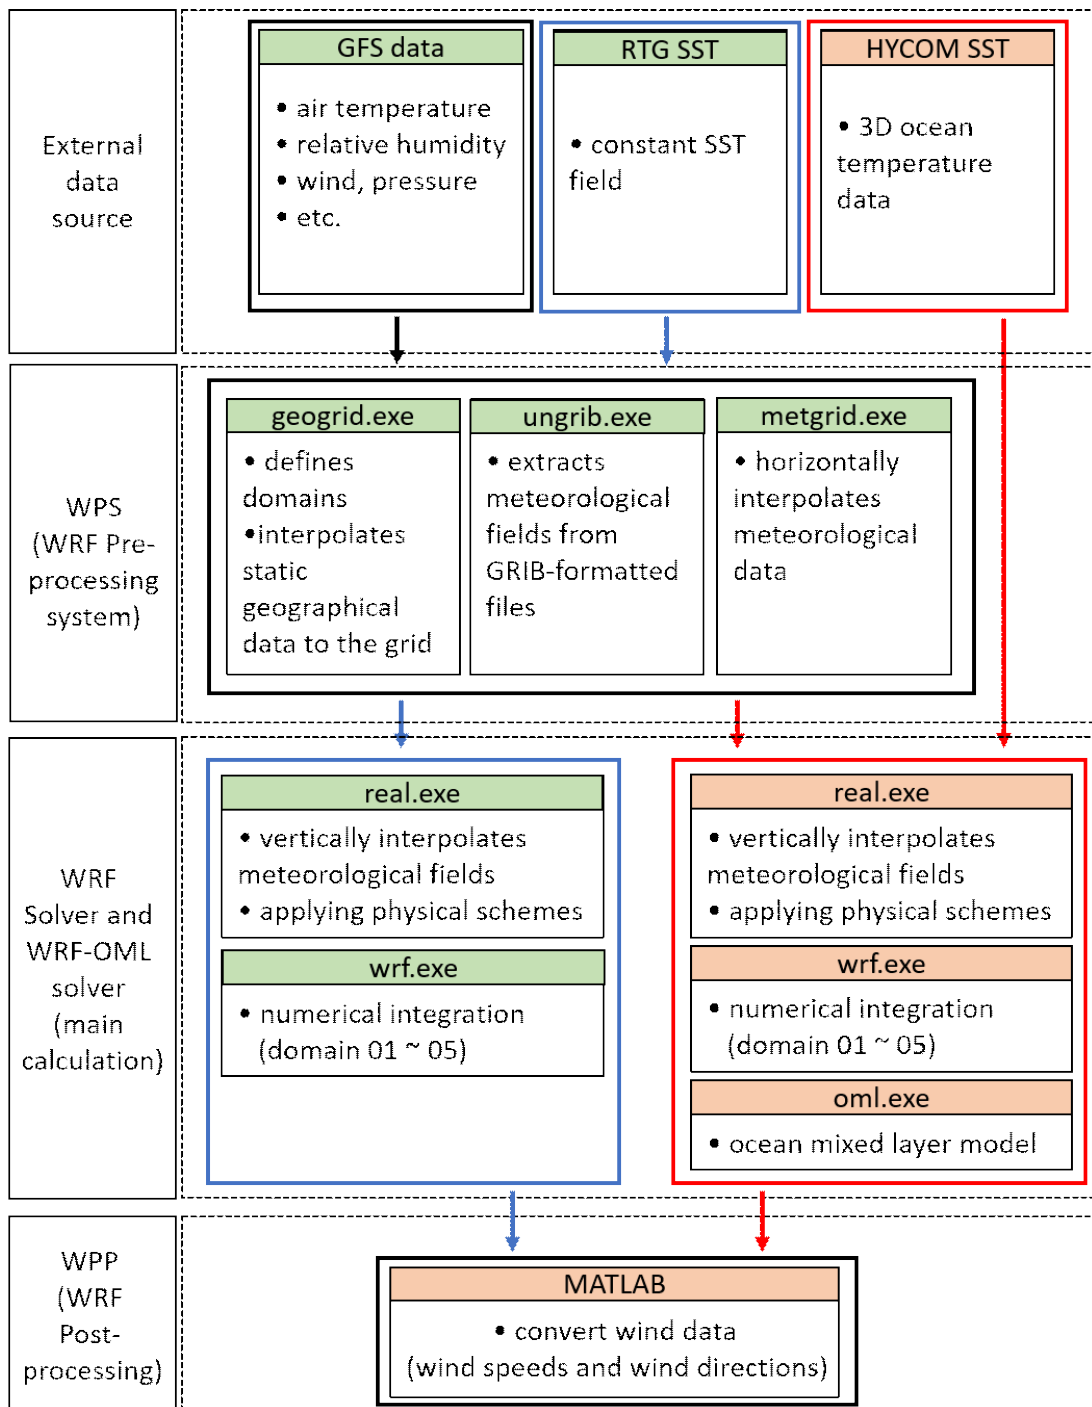 External
data
source
GFS data
• air temperature
• relative humidity
• wind, pressure
• etc.
RTG SST
• constant SST
field
HYCOM SST
• 3D ocean
temperature
data
WPS
(WRF Pre-
processing
system)
geogrid.exe
• defines
domains
•interpolates
static
geographical
data to the grid
ungrib.exe
• extracts
meteorological
fields from
GRIB-formatted
files
metgrid.exe
• horizontally
interpolates
meteorological
data
WRF
Solver and
WRF-OML
solver
(main
calculation)
real.exe
• vertically interpolates
meteorological fields
• applying physical schemes
wrf.exe
• numerical integration
(domain 01 ~ 05)
real.exe
• vertically interpolates
meteorological fields
• applying physical schemes
wrf.exe
• numerical integration
(domain 01 ~ 05)
oml.exe
• ocean mixed layer model
WPP
(WRF
Post-
processing)
MATLAB
• convert wind data
(wind speeds and wind directions)